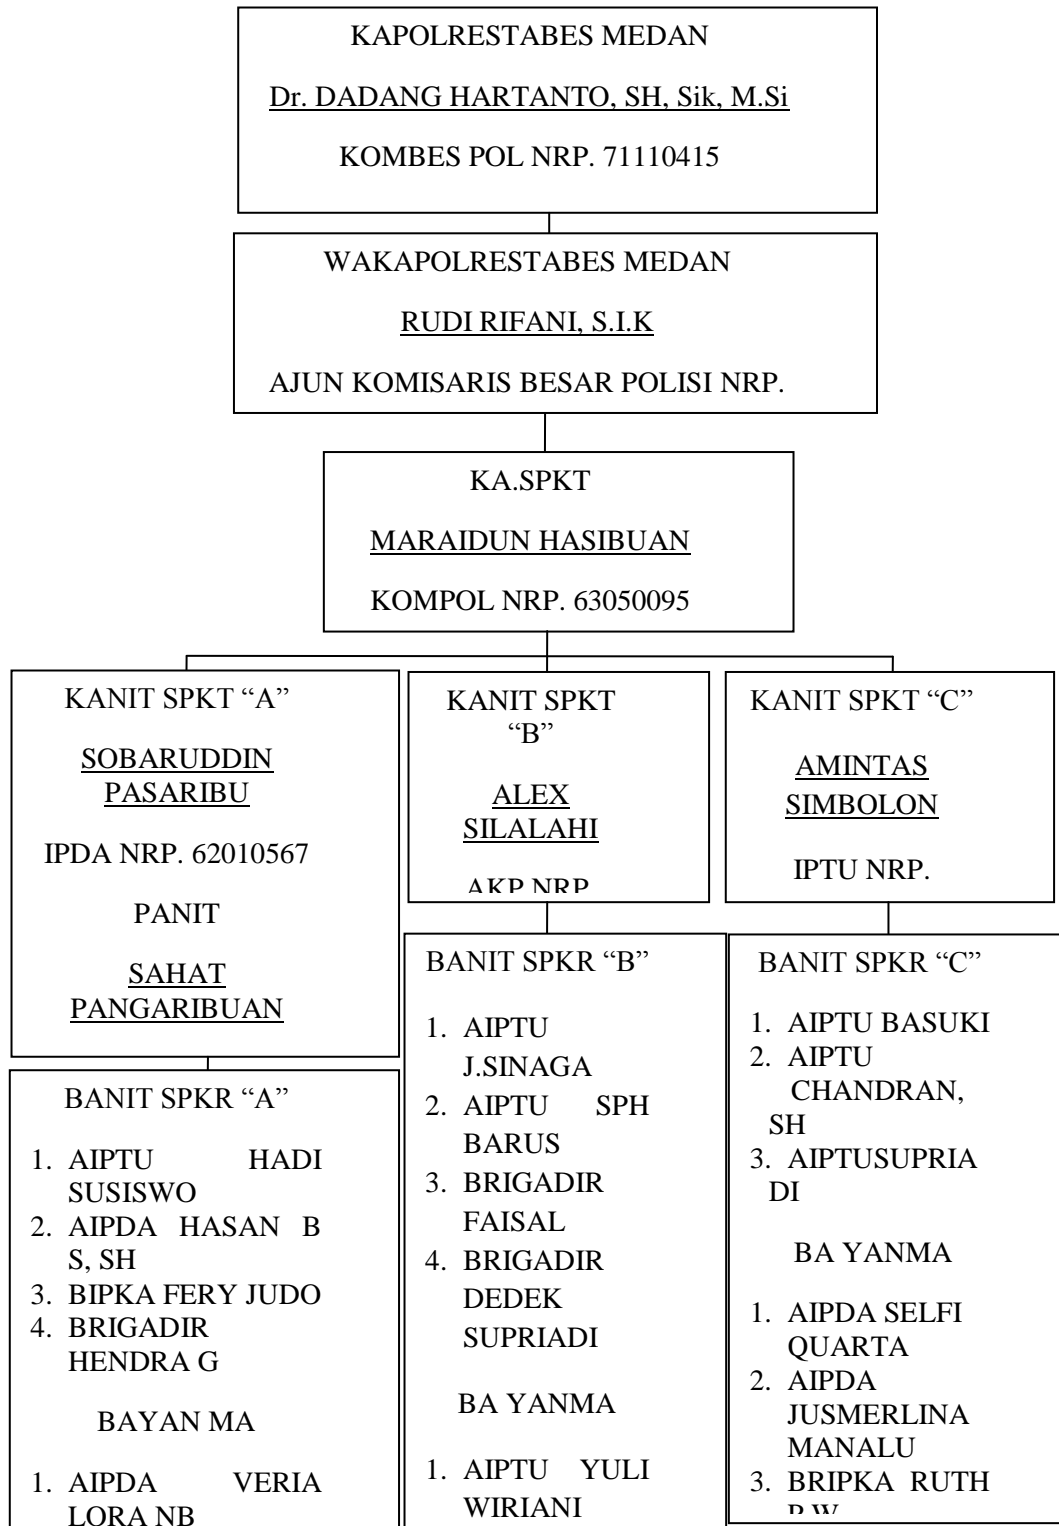 KAPOLRESTABES MEDAN
Dr. DADANG HARTANTO, SH, Sik, M.Si
KOMBES POL NRP. 71110415
WAKAPOLRESTABES MEDAN
RUDI RIFANI, S.I.K
AJUN KOMISARIS BESAR POLISI NRP.
KA.SPKT
MARAIDUN HASIBUAN
KOMPOL NRP. 63050095
KANIT SPKT “A”
SOBARUDDIN
PASARIBU
IPDA NRP. 62010567
PANIT
SAHAT
PANGARIBUAN
KANIT SPKT
“B”
ALEX
SILALAHI
AKP NRP
KANIT SPKT “C”
AMINTAS
SIMBOLON
IPTU NRP.
BANIT SPKR “A”
1. AIPTU HADI
SUSISWO
2. AIPDA HASAN B
S, SH
3. BIPKA FERY JUDO
4. BRIGADIR
HENDRA G
BAYAN MA
1. AIPDA VERIA
LORA NB
BANIT SPKR “B”
1. AIPTU
J.SINAGA
2. AIPTU SPH
BARUS
3. BRIGADIR
FAISAL
4. BRIGADIR
DEDEK
SUPRIADI
BA YANMA
1. AIPTU YULI
WIRIANI
BANIT SPKR “C”
1. AIPTU BASUKI
2. AIPTU
CHANDRAN,
SH
3. AIPTUSUPRIA
DI
BA YANMA
1. AIPDA SELFI
QUARTA
2. AIPDA
JUSMERLINA
MANALU
3. BRIPKA RUTH